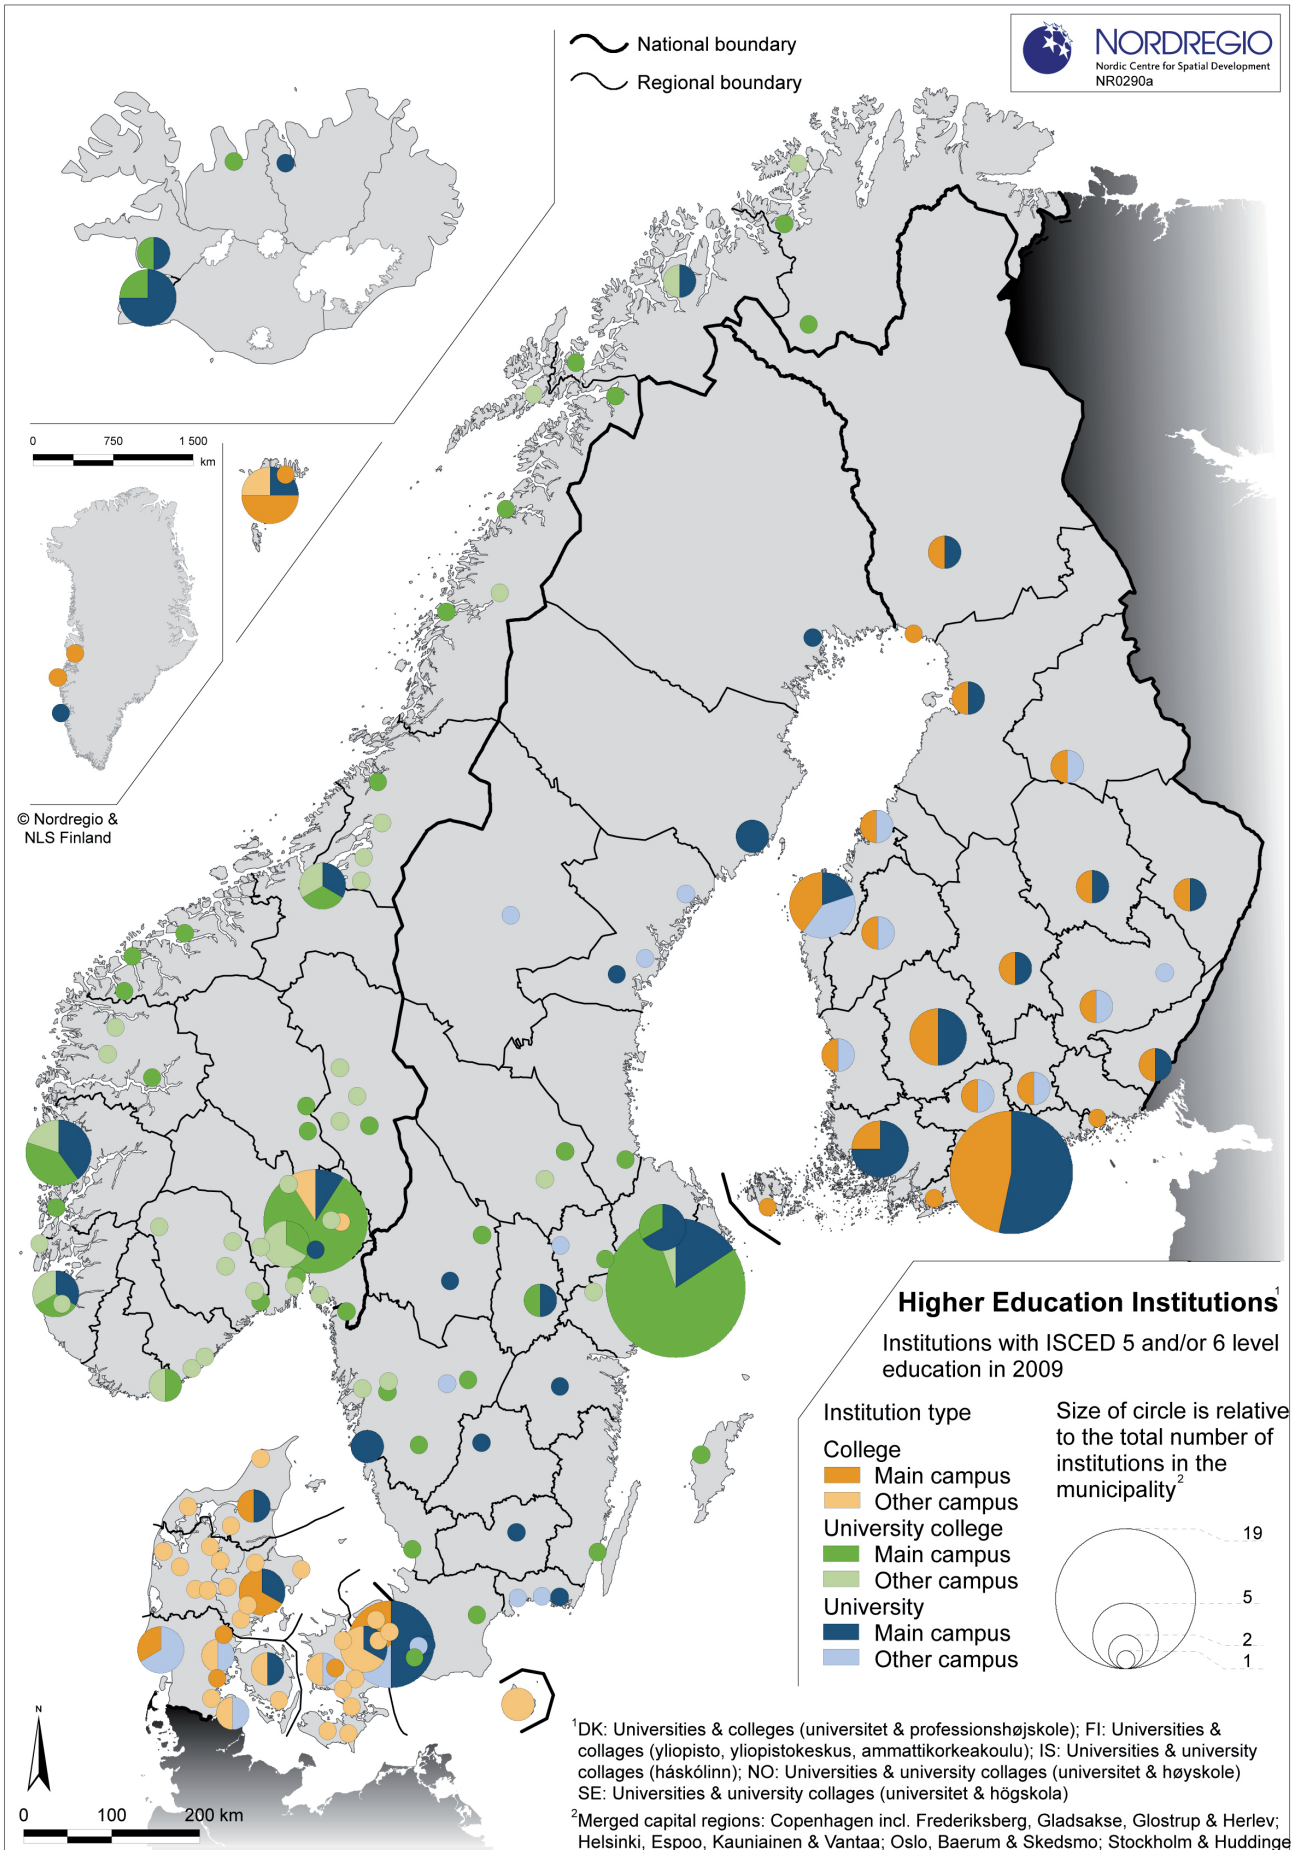 National boundary
Regional boundary
NORDREGIO
Nordic Centre for Spatial Development
NR0290a
0 750 1 500
km
© Nordregio &
NLS Finland
Higher Education Institutions1
Institutions with ISCED 5 and/or 6 level
education in 2009
Institution type
College
Main campus
Other campus
University college
Main campus
Other campus
University
Main campus
Other campus
Size of circle is relative
to the total number of
institutions in the
municipality2
19
5
2
1
N
0 100 200 km
1DK: Universities & colleges (universitet & professionshøjskole); FI: Universities &
collages (yliopisto, yliopistokeskus, ammattikorkeakoulu); IS: Universities & university
collages (háskólinn); NO: Universities & university collages (universitet & høyskole)
SE: Universities & university collages (universitet & högskola)
2Merged capital regions: Copenhagen incl. Frederiksberg, Gladsakse, Glostrup & Herlev;
Helsinki, Espoo, Kauniainen & Vantaa; Oslo, Baerum & Skedsmo; Stockholm & Huddinge